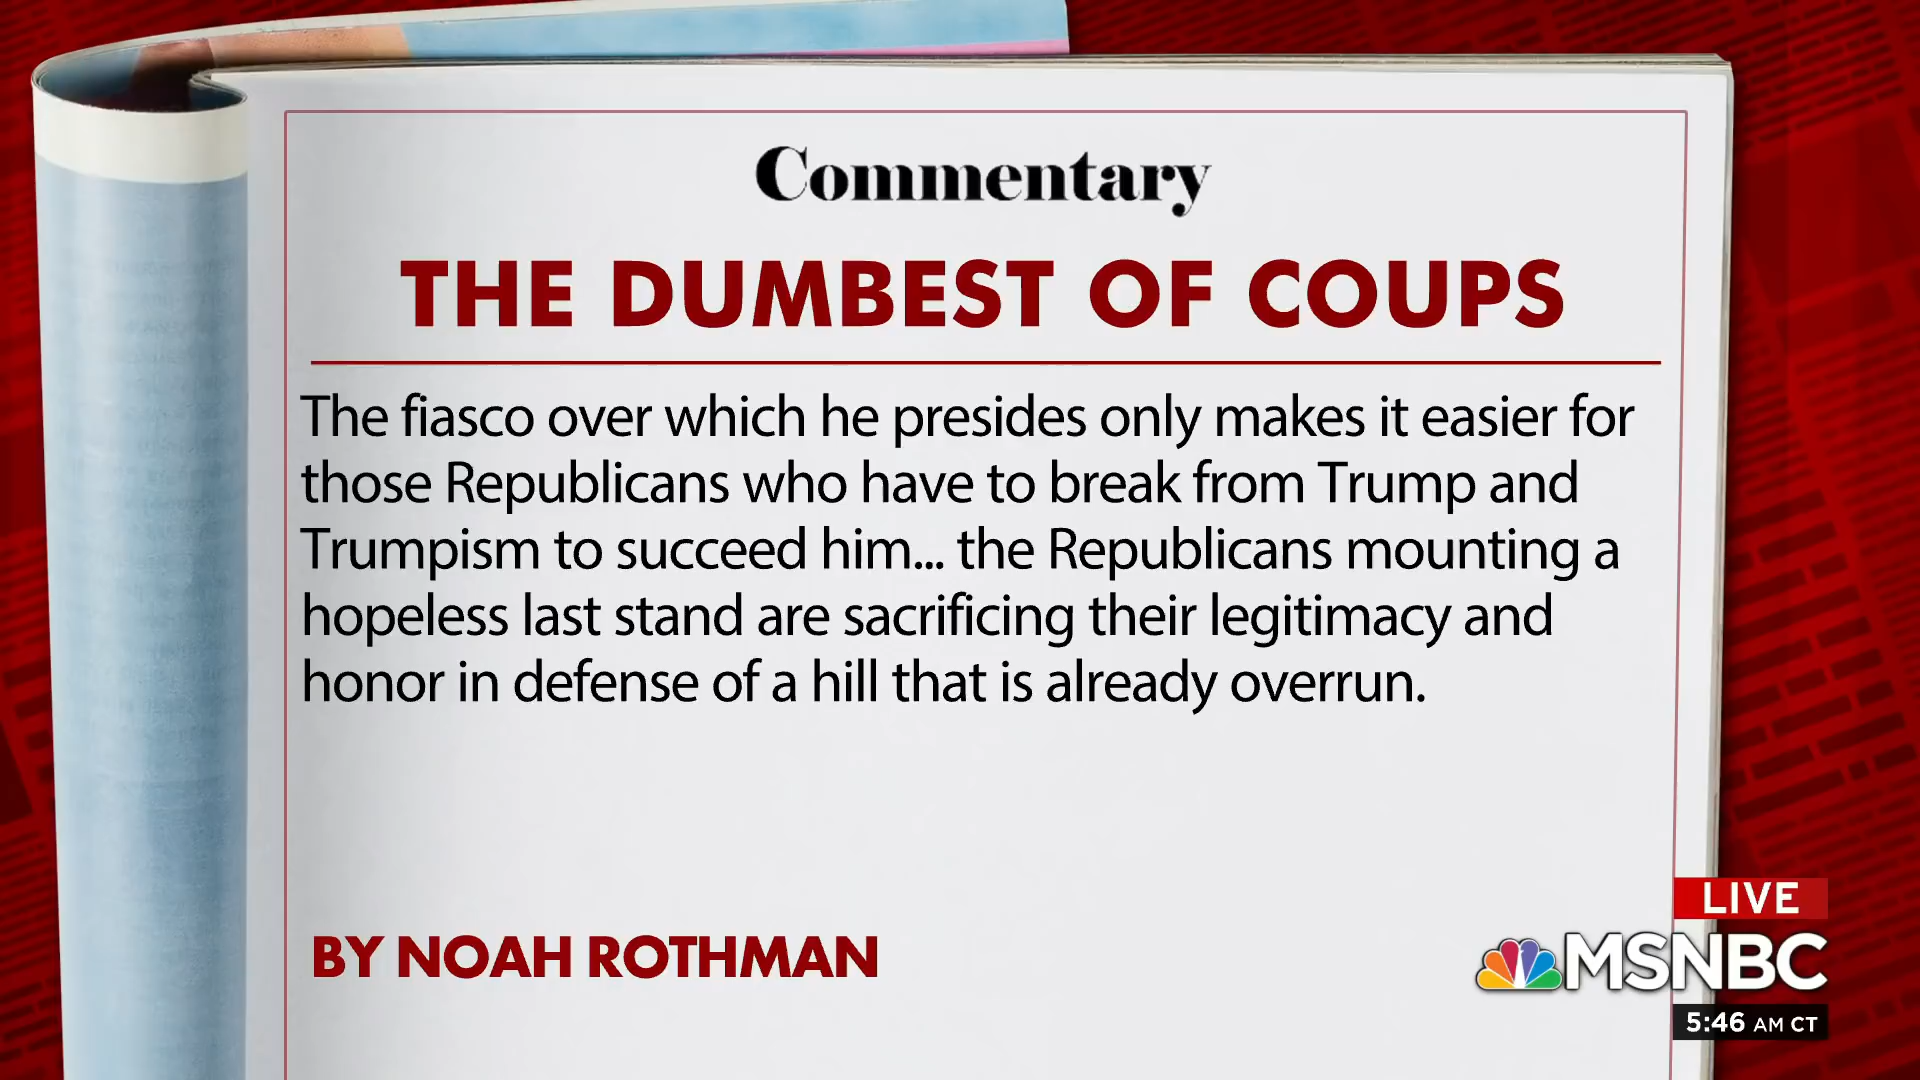 Commentary
THE DUMBEST OF COUPS
The fiasco over which he presides only makes it easier for
those Republicans who have to break from Trump and
Trumpism to succeed him... the Republicans mounting a
hopeless last stand are sacrificing their legitimacy and
honor in defense of a hill that is already overrun.
BY NOAH ROTHMAN
LIVE
MSNBC
5:46 AM CT